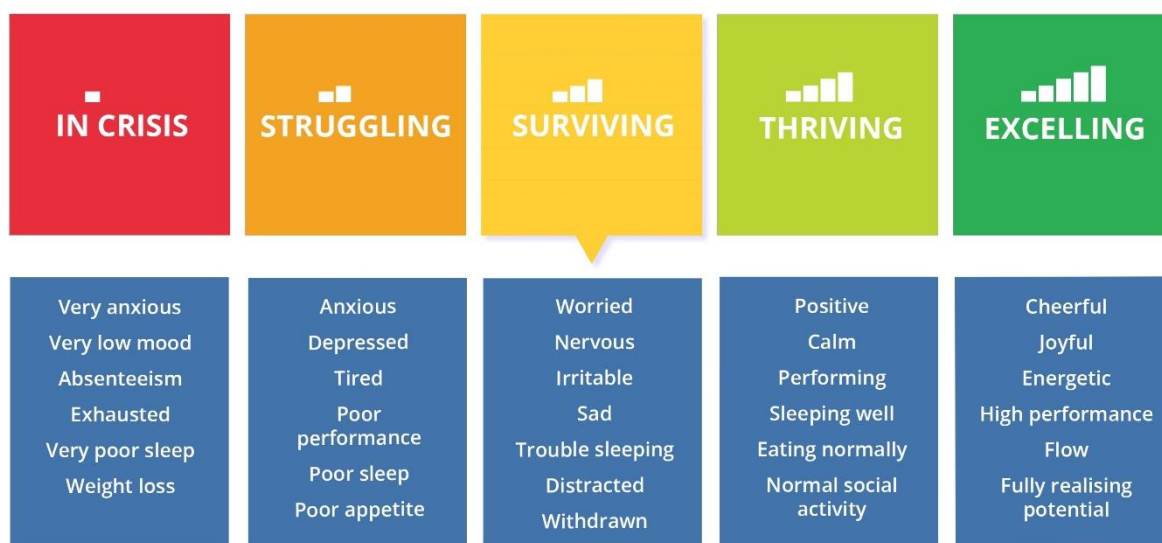 IN CRISIS
STRUGGLING
SURVIVING
THRIVING
EXCELLING
Very anxious
Very low mood
Absenteeism
Exhausted
Very poor sleep
Weight loss
Anxious
Depressed
Tired
Poor
performance
Poor sleep
Poor appetite
Worried
Nervous
Irritable
Sad
Trouble sleeping
Distracted
Withdrawn
Positive
Calm
Performing
Sleeping well
Eating normally
Normal social
activity
Cheerful
Joyful
Energetic
High performance
Flow
Fully realising
potential